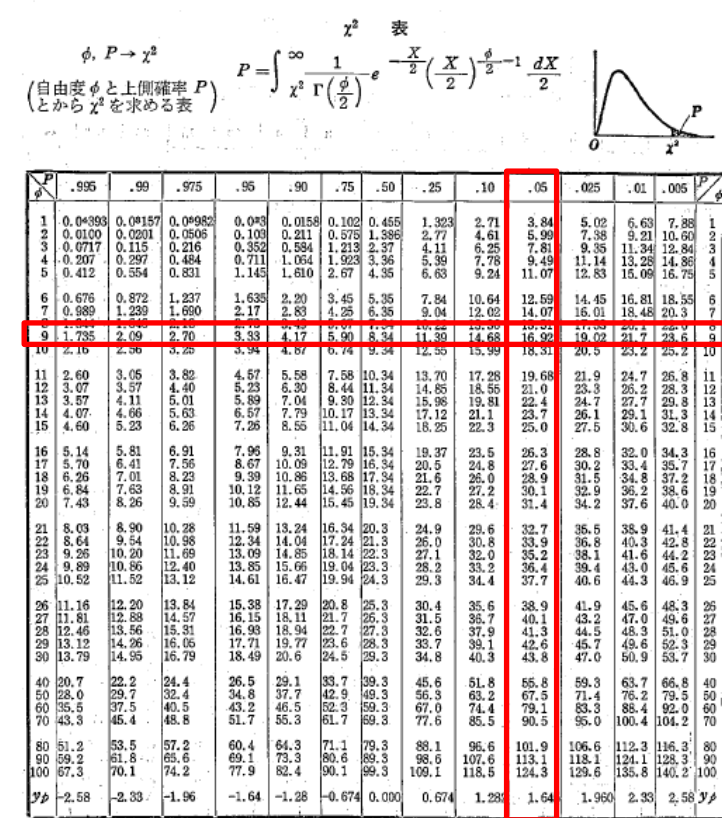 χ² 表
φ, P → χ²
(自由度 φ と上側確率 P
とから χ² を求める表)
P = ∫ ∞ χ² 1 / Γ(φ/2) e −X/2 (X/2) φ/2 −1 dX/2
P
O χ²
φ P .995 .99 .975 .95 .90 .75 .50 .25 .10 .05 .025 .01 .005 P φ
1 0.0⁴393 0.0³157 0.0³982 0.0²3 0.0158 0.102 0.455 1.323 2.71 3.84 5.02 6.63 7.88 1
2 0.0100 0.0201 0.0506 0.103 0.211 0.575 1.386 2.77 4.61 5.99 7.38 9.21 10.60 2
3 0.0717 0.115 0.216 0.352 0.584 1.213 2.37 4.11 6.25 7.81 9.35 11.34 12.84 3
4 0.207 0.297 0.484 0.711 1.064 1.923 3.36 5.39 7.78 9.49 11.14 13.28 14.86 4
5 0.412 0.554 0.831 1.145 1.610 2.67 4.35 6.63 9.24 11.07 12.83 15.09 16.75 5
6 0.676 0.872 1.237 1.635 2.20 3.45 5.35 7.84 10.64 12.59 14.45 16.81 18.55 6
7 0.989 1.239 1.690 2.17 2.83 4.25 6.35 9.04 12.02 14.07 16.01 18.48 20.3 7
9 1.735 2.09 2.70 3.33 4.17 5.90 8.34 11.39 14.68 16.92 19.02 21.7 23.6 9
10 2.16 2.56 3.25 3.94 4.87 6.74 9.34 12.55 15.99 18.31 20.5 23.2 25.2 10
11 2.60 3.05 3.82 4.57 5.58 7.58 10.34 13.70 17.28 19.68 21.9 24.7 26.8 11
12 3.07 3.57 4.40 5.23 6.30 8.44 11.34 14.85 18.55 21.0 23.3 26.2 28.3 12
13 3.57 4.11 5.01 5.89 7.04 9.30 12.34 15.98 19.81 22.4 24.7 27.7 29.8 13
14 4.07 4.66 5.63 6.57 7.79 10.17 13.34 17.12 21.1 23.7 26.1 29.1 31.3 14
15 4.60 5.23 6.26 7.26 8.55 11.04 14.34 18.25 22.3 25.0 27.5 30.6 32.8 15
16 5.14 5.81 6.91 7.96 9.31 11.91 15.34 19.37 23.5 26.3 28.8 32.0 34.3 16
17 5.70 6.41 7.56 8.67 10.09 12.79 16.34 20.5 24.8 27.6 30.2 33.4 35.7 17
18 6.26 7.01 8.23 9.39 10.86 13.68 17.34 21.6 26.0 28.9 31.5 34.8 37.2 18
19 6.84 7.63 8.91 10.12 11.65 14.56 18.34 22.7 27.2 30.1 32.9 36.2 38.6 19
20 7.43 8.26 9.59 10.85 12.44 15.45 19.34 23.8 28.4 31.4 34.2 37.6 40.0 20
21 8.03 8.90 10.28 11.59 13.24 16.34 20.3 24.9 29.6 32.7 35.5 38.9 41.4 21
22 8.64 9.54 10.98 12.34 14.04 17.24 21.3 26.0 30.8 33.9 36.8 40.3 42.8 22
23 9.26 10.20 11.69 13.09 14.85 18.14 22.3 27.1 32.0 35.2 38.1 41.6 44.2 23
24 9.89 10.86 12.40 13.85 15.66 19.04 23.3 28.2 33.2 36.4 39.4 43.0 45.6 24
25 10.52 11.52 13.12 14.61 16.47 19.94 24.3 29.3 34.4 37.7 40.6 44.3 46.9 25
26 11.16 12.20 13.84 15.38 17.29 20.8 25.3 30.4 35.6 38.9 41.9 45.6 48.3 26
27 11.81 12.88 14.57 16.15 18.11 21.7 26.3 31.5 36.7 40.1 43.2 47.0 49.6 27
28 12.46 13.56 15.31 16.93 18.94 22.7 27.3 32.6 37.9 41.3 44.5 48.3 51.0 28
29 13.12 14.26 16.05 17.71 19.77 23.6 28.3 33.7 39.1 42.6 45.7 49.6 52.3 29
30 13.79 14.95 16.79 18.49 20.6 24.5 29.3 34.8 40.3 43.8 47.0 50.9 53.7 30
40 20.7 22.2 24.4 26.5 29.1 33.7 39.3 45.6 51.8 55.8 59.3 63.7 66.8 40
50 28.0 29.7 32.4 34.8 37.7 42.9 49.3 56.3 63.2 67.5 71.4 76.2 79.5 50
60 35.5 37.5 40.5 43.2 46.5 52.3 59.3 67.0 74.4 79.1 83.3 88.4 92.0 60
70 43.3 45.4 48.8 51.7 55.3 61.7 69.3 77.6 85.5 90.5 95.0 100.4 104.2 70
80 51.2 53.5 57.2 60.4 64.3 71.1 79.3 88.1 96.6 101.9 106.6 112.3 116.3 80
90 59.2 61.8 65.6 69.1 73.3 80.6 89.3 98.6 107.6 113.1 118.1 124.1 128.3 90
100 67.3 70.1 74.2 77.9 82.4 90.1 99.3 109.1 118.5 124.3 129.6 135.8 140.2 100
yp −2.58 −2.33 −1.96 −1.64 −1.28 −0.674 0.000 0.674 1.282 1.64 1.960 2.33 2.58 yp